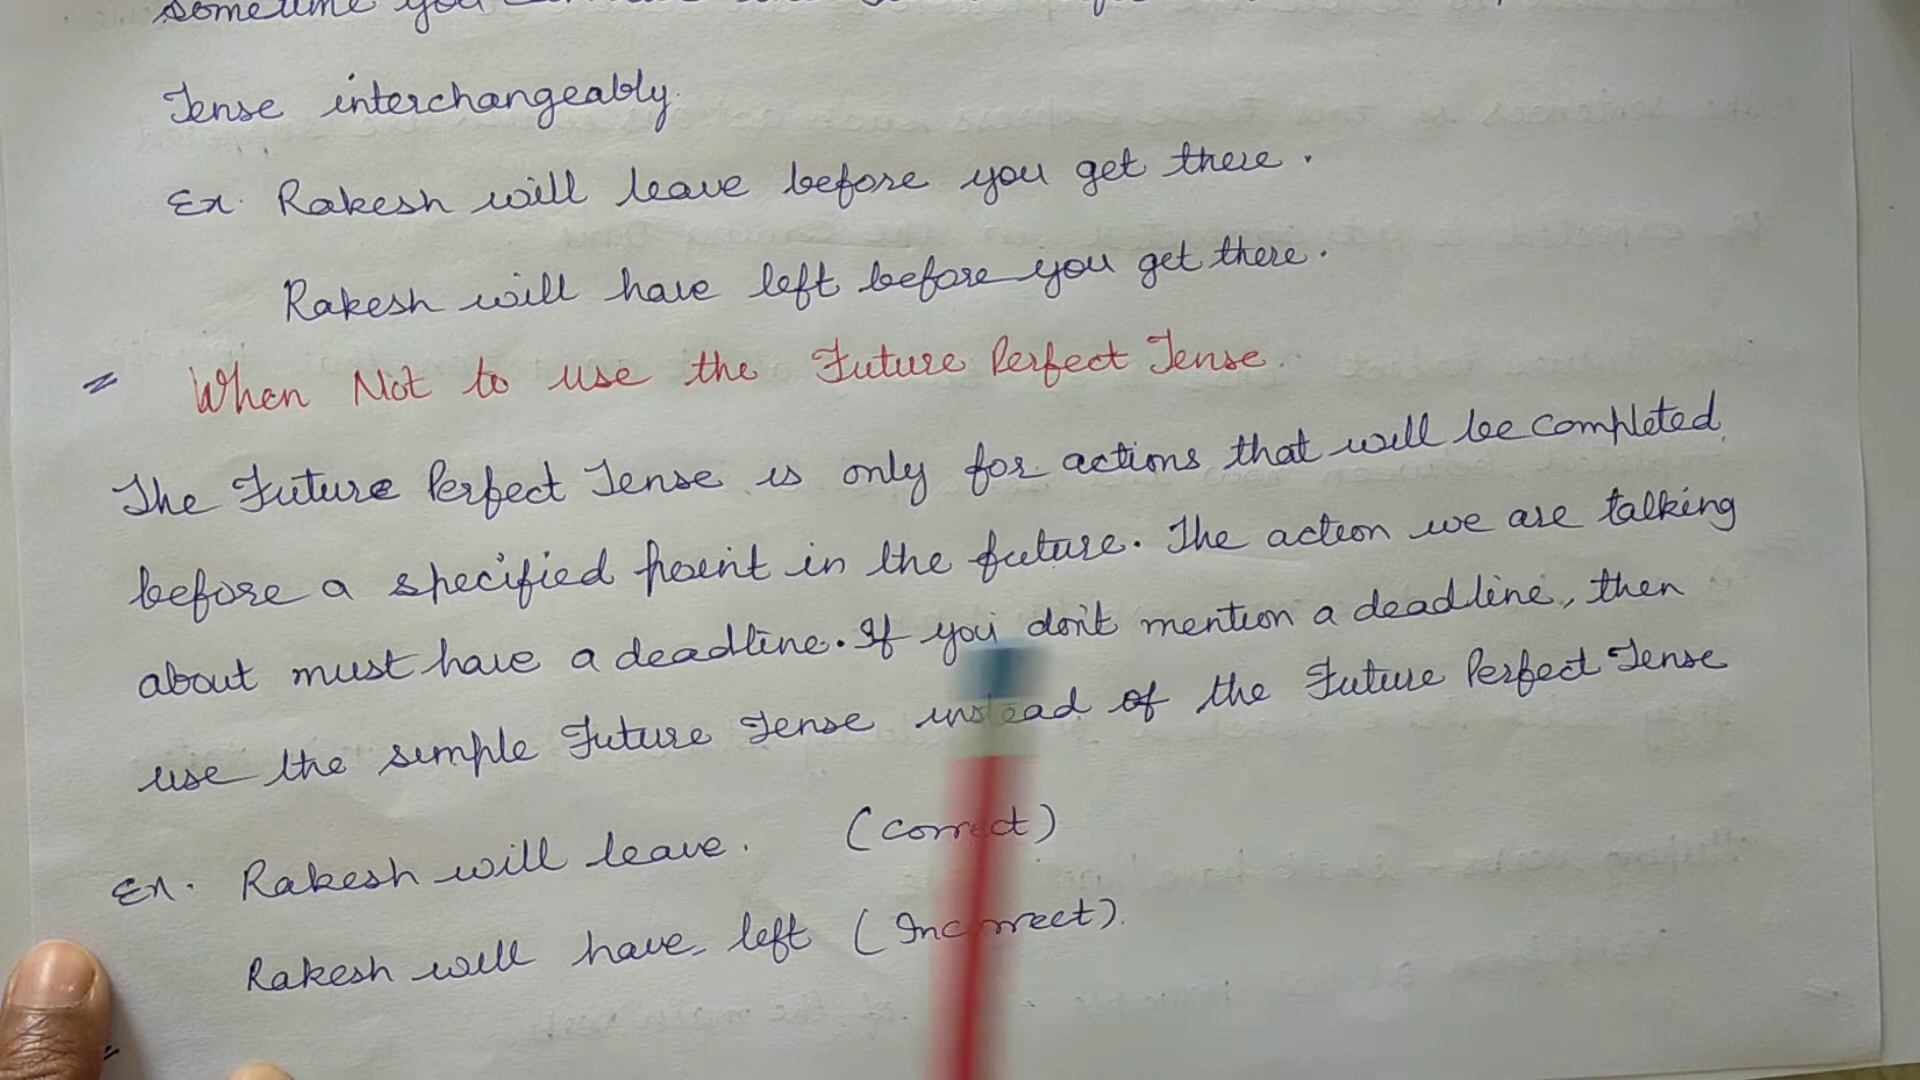 sometime you
Tense interchangeably.
Ex. Rakesh will leave before you get there.
Rakesh will have left before you get there.
When Not to use the Future Perfect Tense.
The Future Perfect Tense is only for actions that will be completed
before a specified point in the future. The action we are talking
about must have a deadline. If you don't mention a deadline, then
use the simple Future Tense instead of the Future Perfect Tense
Ex. Rakesh will leave. (correct)
Rakesh will have left (Incorrect).